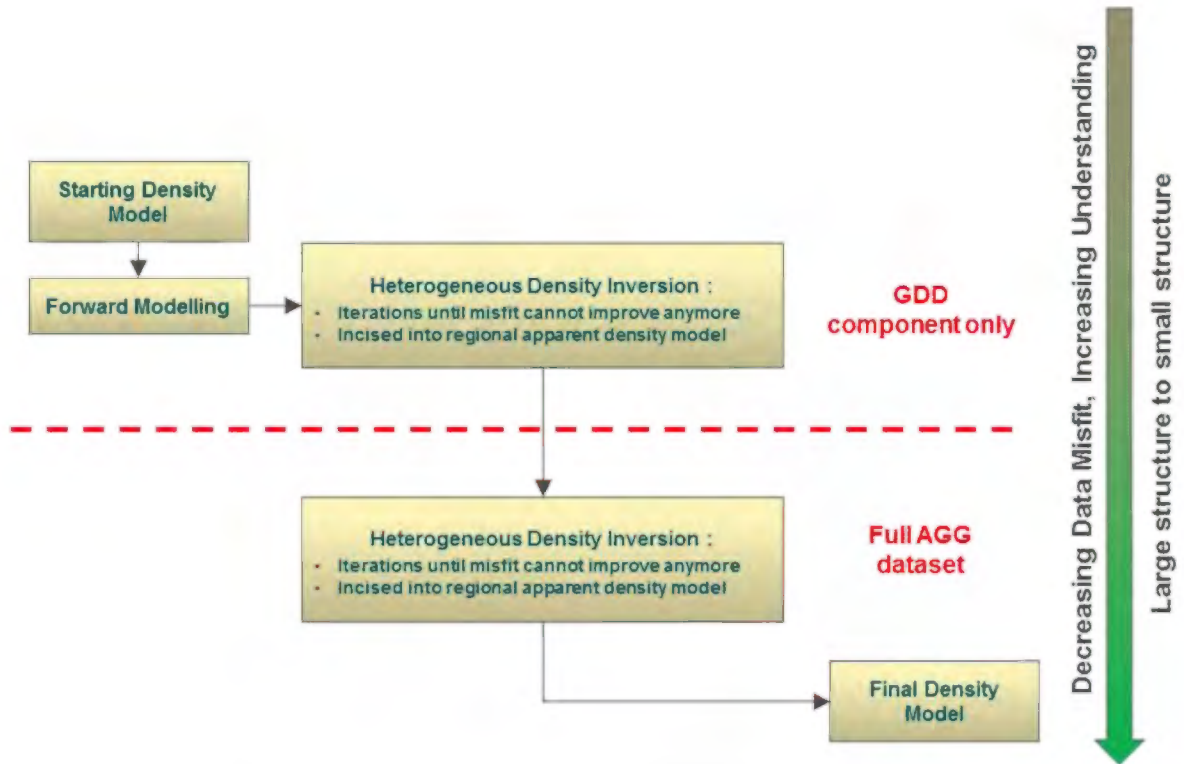 Starting Density
Model
Forward Modelling
Heterogeneous Density Inversion :
- Iterations until misfit cannot improve anymore
- Incised into regional apparent density model
GDD
component only
Heterogeneous Density Inversion :
- Iterations until misfit cannot improve anymore
- Incised into regional apparent density model
Full AGG
dataset
Final Density
Model
Decreasing Data Misfit, Increasing Understanding
Large structure to small structure